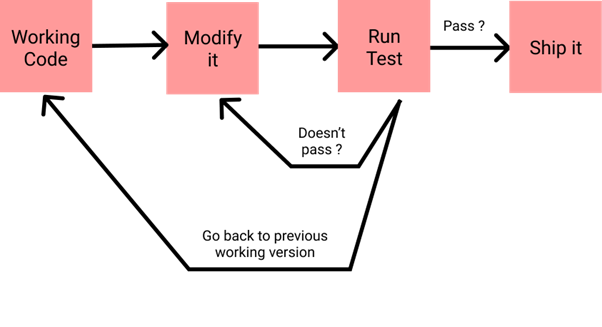 Working
Code
Modify
it
Run
Test
Pass ?
Ship it
Doesn't
pass ?
Go back to previous
working version